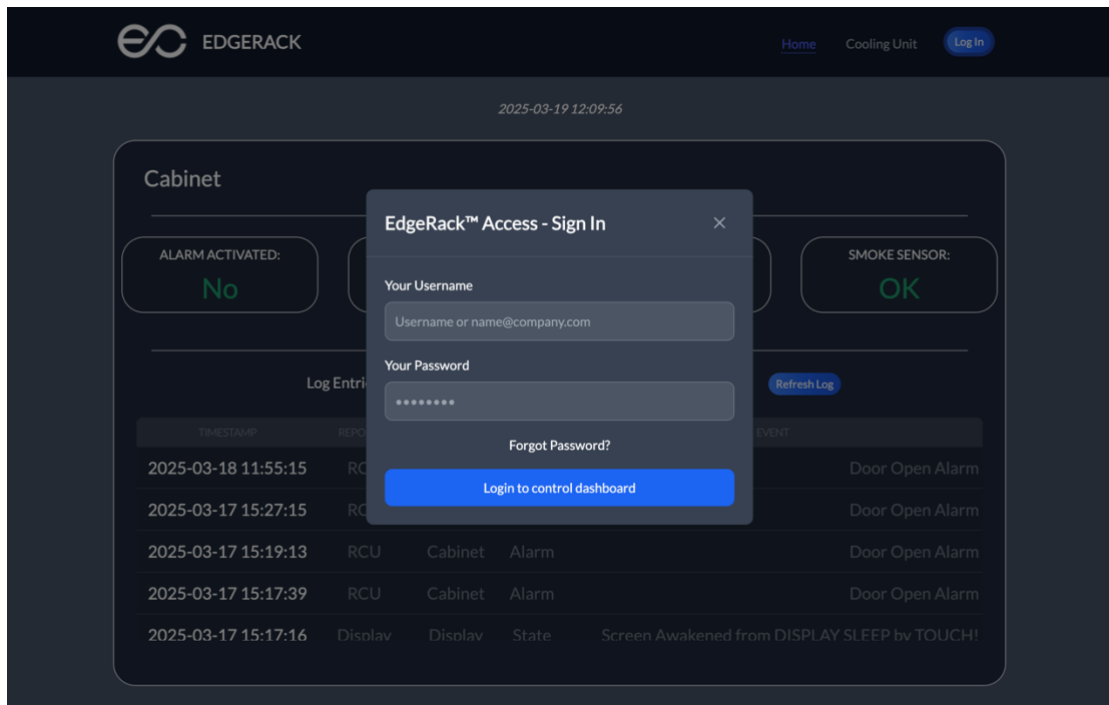 EDGERACK
Home
Cooling Unit
Log In
2025-03-19 12:09:56
Cabinet
ALARM ACTIVATED:
No
SMOKE SENSOR:
OK
EdgeRack™ Access - Sign In
Your Username
Username or name@company.com
Your Password
Forgot Password?
Login to control dashboard
Log Entri
Refresh Log
TIMESTAMP REPO EVENT
2025-03-18 11:55:15 RC Door Open Alarm
2025-03-17 15:27:15 RC Door Open Alarm
2025-03-17 15:19:13 RCU Cabinet Alarm Door Open Alarm
2025-03-17 15:17:39 RCU Cabinet Alarm Door Open Alarm
2025-03-17 15:17:16 Display Display State Screen Awakened from DISPLAY SLEEP by TOUCH!